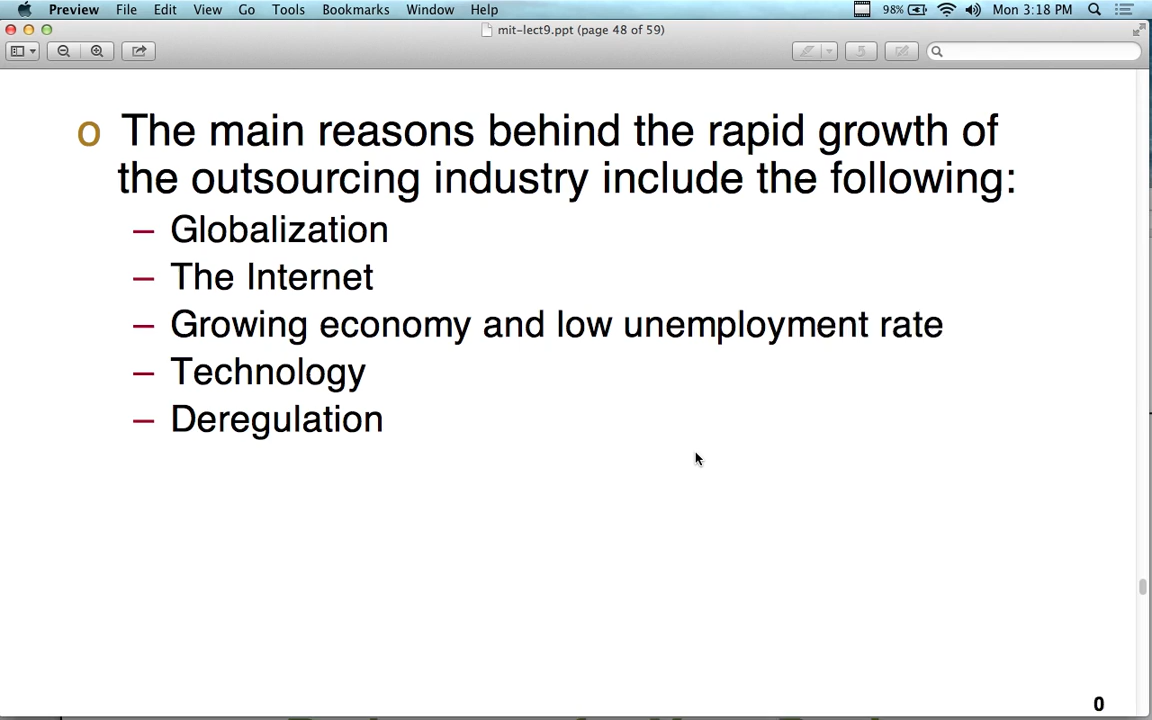 Preview File Edit View Go Tools Bookmarks Window Help 98% Mon 3:18 PM
mit-lect9.ppt (page 48 of 59)
o The main reasons behind the rapid growth of
the outsourcing industry include the following:
– Globalization
– The Internet
– Growing economy and low unemployment rate
– Technology
– Deregulation
0